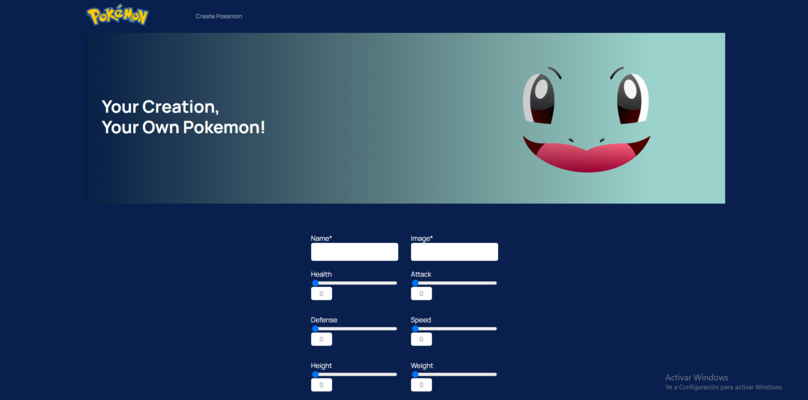 Pokémon
Create Pokemon
Your Creation,
Your Own Pokemon!
Name*
Image*
Health
Attack
0
0
Defense
Speed
0
0
Height
Weight
0
0
Activar Windows
Ve a Configuración para activar Windows.